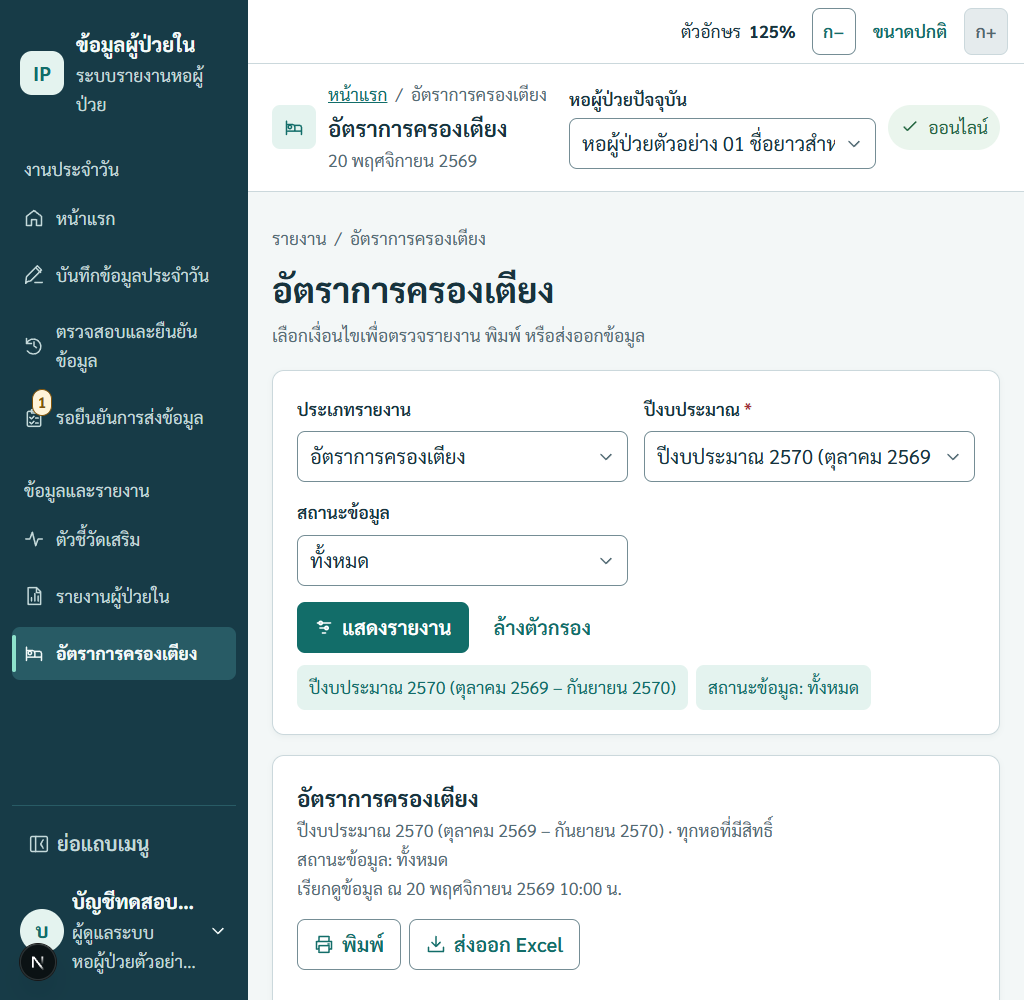 IP
ข้อมูลผู้ป่วยใน
ระบบรายงานหอผู้
ป่วย
งานประจำวัน
หน้าแรก
บันทึกข้อมูลประจำวัน
ตรวจสอบและยืนยัน
ข้อมูล
1
รอยืนยันการส่งข้อมูล
ข้อมูลและรายงาน
ตัวชี้วัดเสริม
รายงานผู้ป่วยใน
อัตราการครองเตียง
ย่อแถบเมนู
บ
บัญชีทดสอบ...
ผู้ดูแลระบบ
หอผู้ป่วยตัวอย่า...
N
ตัวอักษร 125% ก− ขนาดปกติ ก+
หน้าแรก / อัตราการครองเตียง
อัตราการครองเตียง
20 พฤศจิกายน 2569
หอผู้ป่วยปัจจุบัน
หอผู้ป่วยตัวอย่าง 01 ชื่อยาวสำห
ออนไลน์
รายงาน / อัตราการครองเตียง
อัตราการครองเตียง
เลือกเงื่อนไขเพื่อตรวจรายงาน พิมพ์ หรือส่งออกข้อมูล
ประเภทรายงาน
อัตราการครองเตียง
ปีงบประมาณ *
ปีงบประมาณ 2570 (ตุลาคม 2569
สถานะข้อมูล
ทั้งหมด
แสดงรายงาน ล้างตัวกรอง
ปีงบประมาณ 2570 (ตุลาคม 2569 – กันยายน 2570) สถานะข้อมูล: ทั้งหมด
อัตราการครองเตียง
ปีงบประมาณ 2570 (ตุลาคม 2569 – กันยายน 2570) · ทุกหอที่มีสิทธิ์
สถานะข้อมูล: ทั้งหมด
เรียกดูข้อมูล ณ 20 พฤศจิกายน 2569 10:00 น.
พิมพ์ ส่งออก Excel